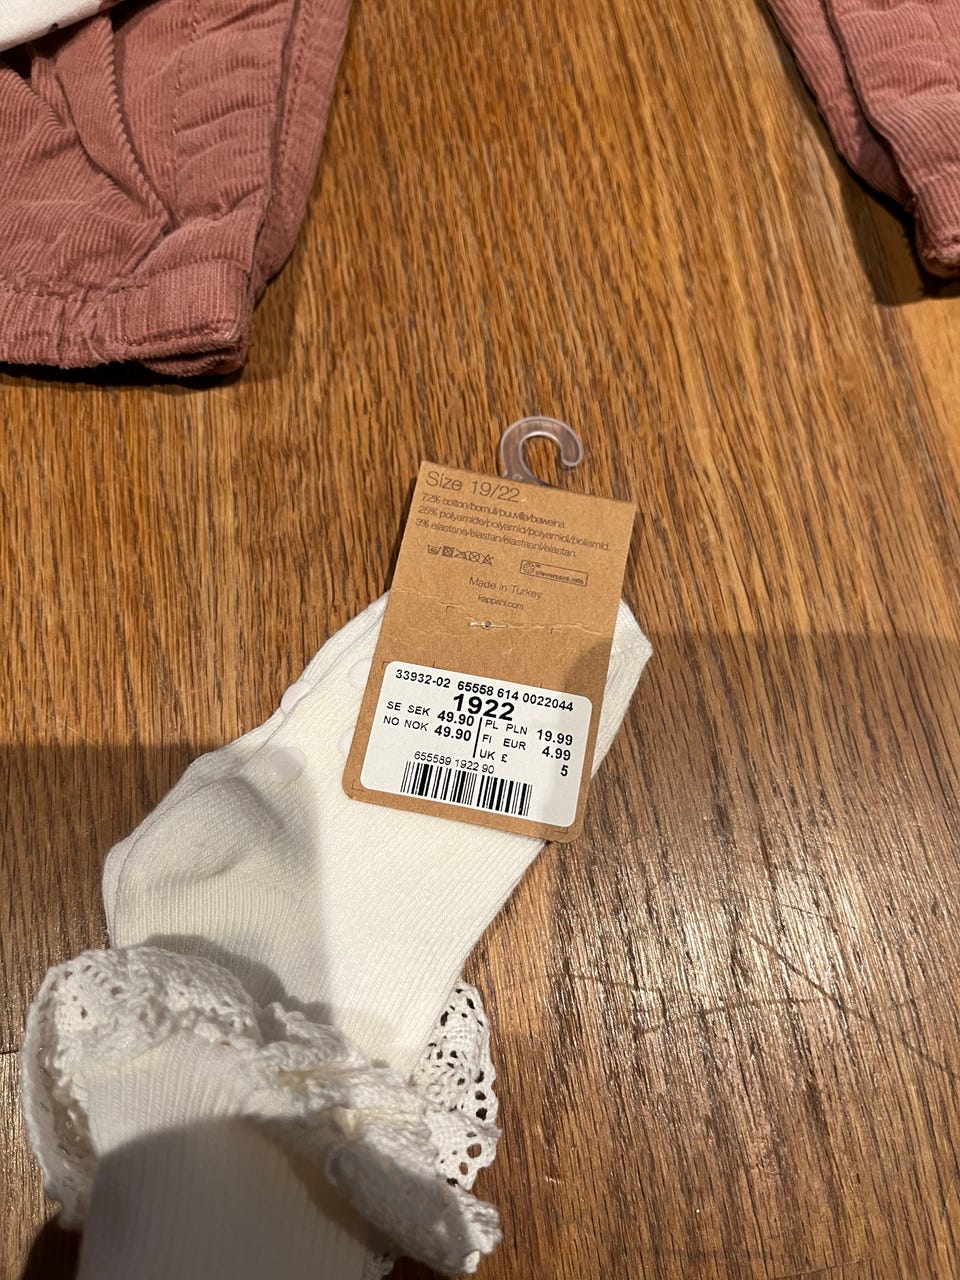 Size 19/22
72% cotton/bomull/puuvilla/bawełna.
25% polyamide/polyamid/polyamidi/poliamid.
3% elastane/elastan/elastaani/elastan.
clevercare.info
Made in Turkey
kappahl.com
33932-02 65558 614 0022044
1922
SE SEK 49.90 PL PLN 19.99
NO NOK 49.90 FI EUR 4.99
UK £ 5
655589 1922 90